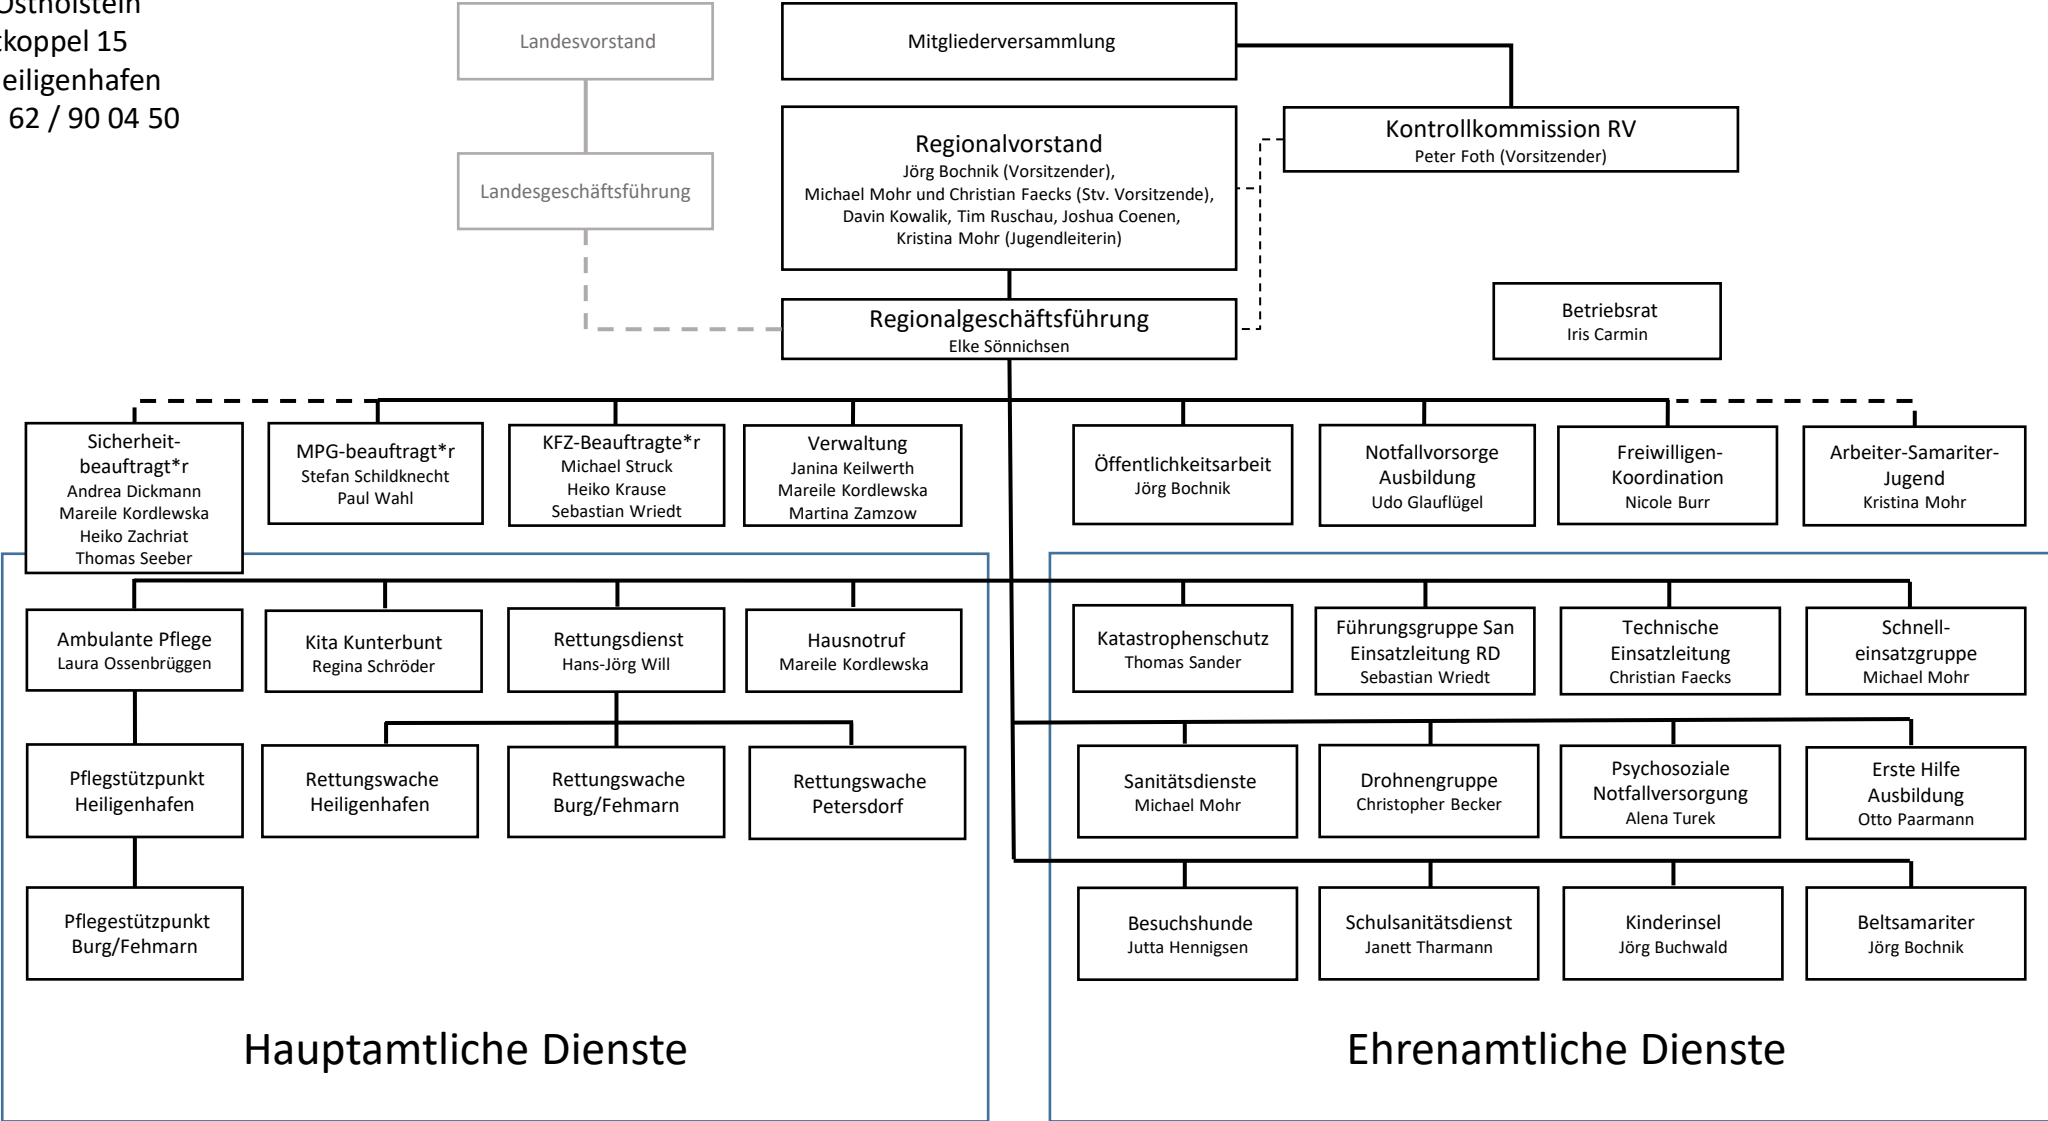 Ostholstein
koppel 15
eiligenhafen
62 / 90 04 50
Landesvorstand
Mitgliederversammlung
Landesgeschäftsführung
Regionalvorstand
Jörg Bochnik (Vorsitzender),
Michael Mohr und Christian Faecks (Stv. Vorsitzende),
Davin Kowalik, Tim Ruschau, Joshua Coenen,
Kristina Mohr (Jugendleiterin)
Kontrollkommission RV
Peter Foth (Vorsitzender)
Regionalgeschäftsführung
Elke Sönnichsen
Betriebsrat
Iris Carmin
Sicherheit-
beauftragt*r
Andrea Dickmann
Mareile Kordlewska
Heiko Zachriat
Thomas Seeber
MPG-beauftragt*r
Stefan Schildknecht
Paul Wahl
KFZ-Beauftragte*r
Michael Struck
Heiko Krause
Sebastian Wriedt
Verwaltung
Janina Keilwerth
Mareile Kordlewska
Martina Zamzow
Öffentlichkeitsarbeit
Jörg Bochnik
Notfallvorsorge
Ausbildung
Udo Glauflügel
Freiwilligen-
Koordination
Nicole Burr
Arbeiter-Samariter-
Jugend
Kristina Mohr
Ambulante Pflege
Laura Ossenbrüggen
Kita Kunterbunt
Regina Schröder
Rettungsdienst
Hans-Jörg Will
Hausnotruf
Mareile Kordlewska
Katastrophenschutz
Thomas Sander
Führungsgruppe San
Einsatzleitung RD
Sebastian Wriedt
Technische
Einsatzleitung
Christian Faecks
Schnell-
einsatzgruppe
Michael Mohr
Pflegstützpunkt
Heiligenhafen
Rettungswache
Heiligenhafen
Rettungswache
Burg/Fehmarn
Rettungswache
Petersdorf
Sanitätsdienste
Michael Mohr
Drohnengruppe
Christopher Becker
Psychosoziale
Notfallversorgung
Alena Turek
Erste Hilfe
Ausbildung
Otto Paarmann
Pflegestützpunkt
Burg/Fehmarn
Besuchshunde
Jutta Hennigsen
Schulsanitätsdienst
Janett Tharmann
Kinderinsel
Jörg Buchwald
Beltsamariter
Jörg Bochnik
Hauptamtliche Dienste
Ehrenamtliche Dienste